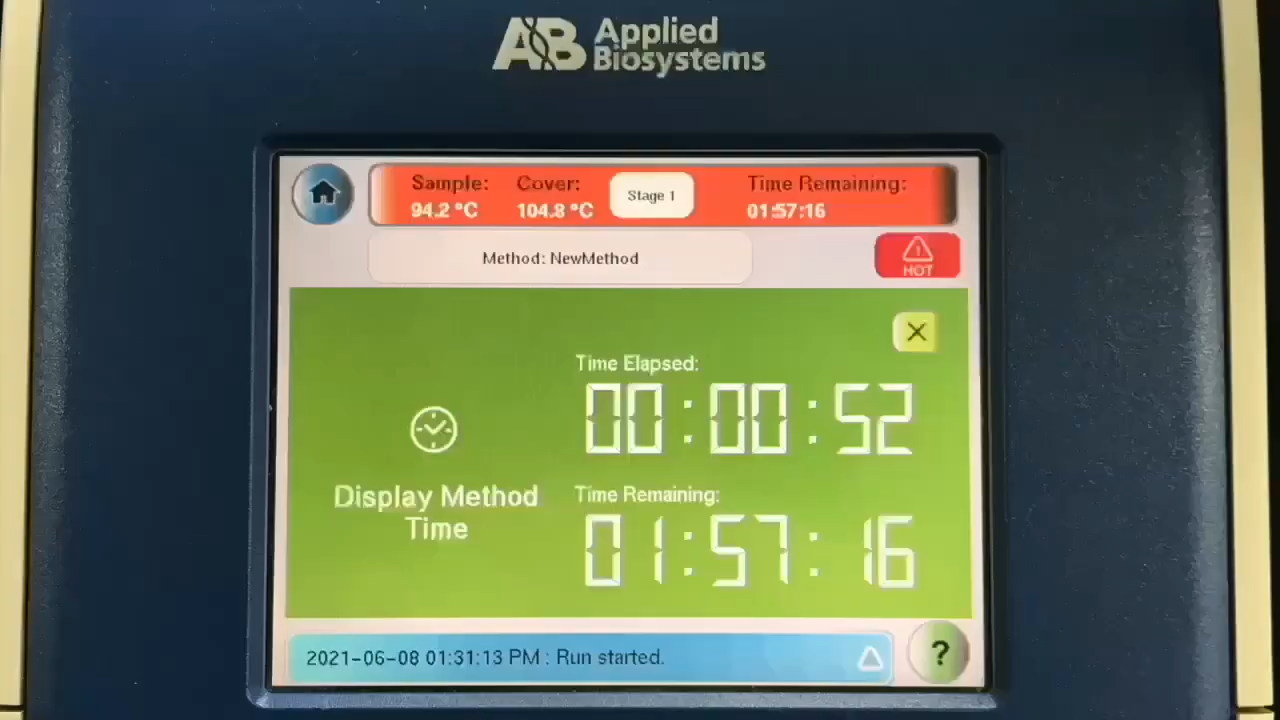 AB Applied
Biosystems
Sample: Cover: Stage 1 Time Remaining:
94.2 °C 104.8 °C 01:57:16
Method: NewMethod
HOT
Time Elapsed:
00:00:52
Display Method
Time
Time Remaining:
01:57:16
2021-06-08 01:31:13 PM : Run started.
?